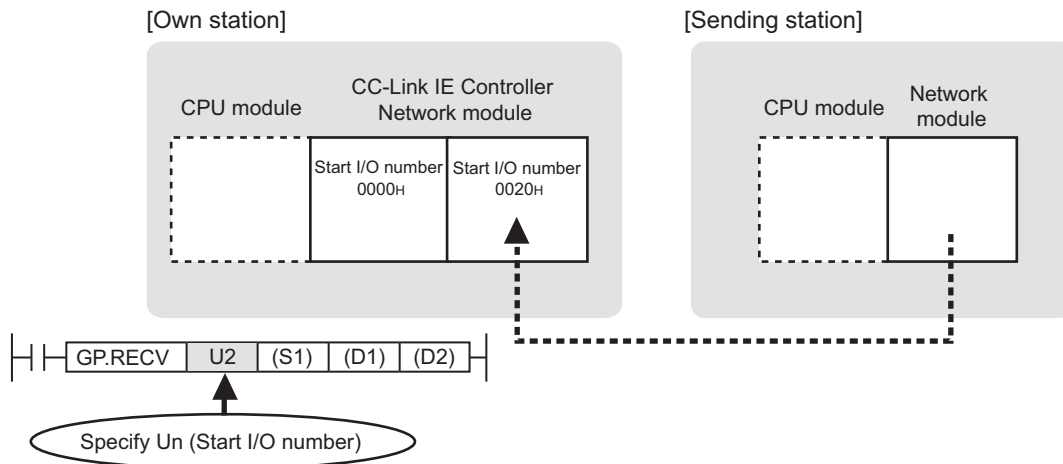 [Own station]
[Sending station]
CC-Link IE Controller
Network module
CPU module
CPU module
Network
module
Start I/O number
0000H
Start I/O number
0020H
GP.RECV U2 (S1) (D1) (D2)
Specify Un (Start I/O number)